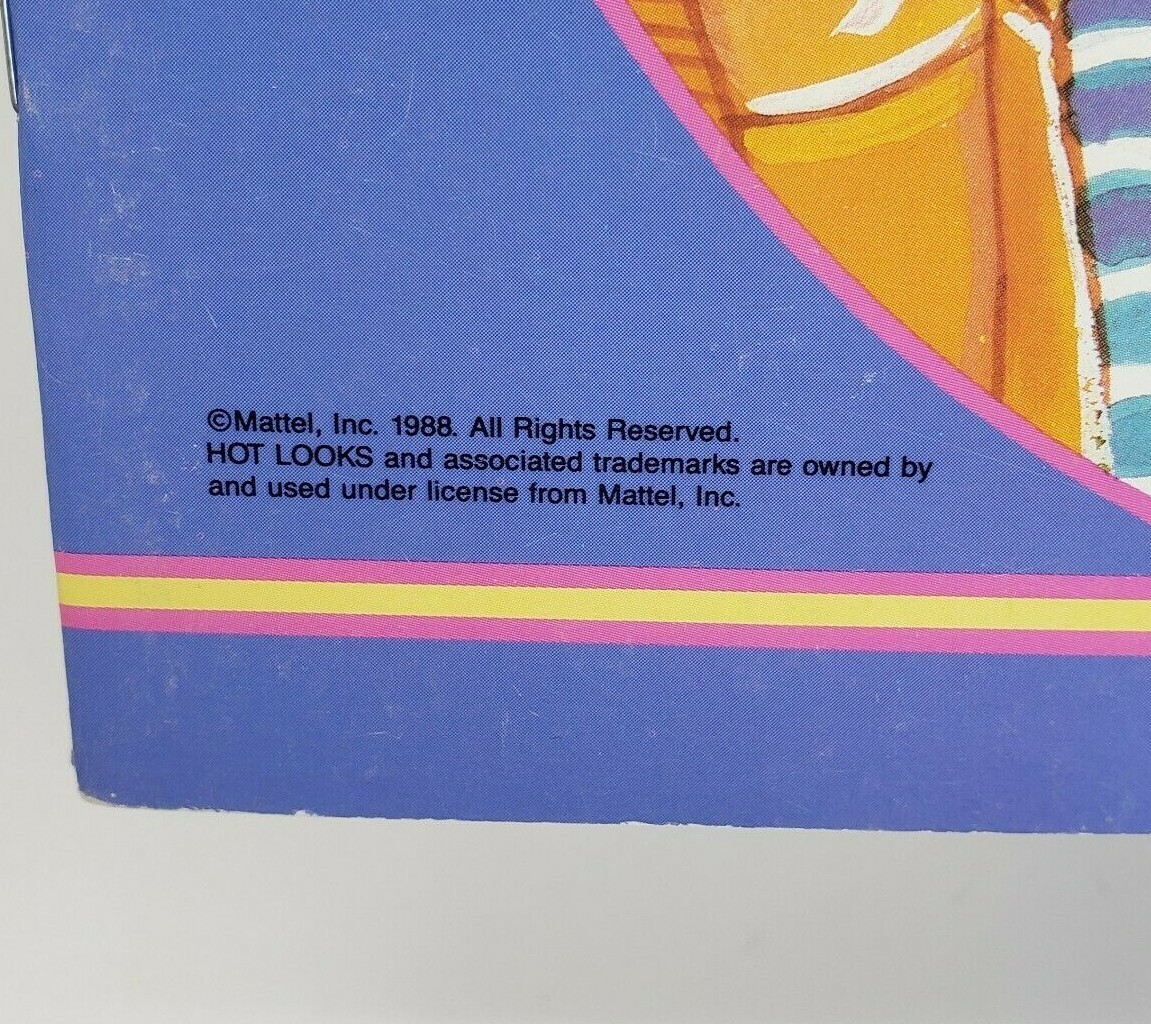 ©Mattel, Inc. 1988. All Rights Reserved.
HOT LOOKS and associated trademarks are owned by
and used under license from Mattel, Inc.